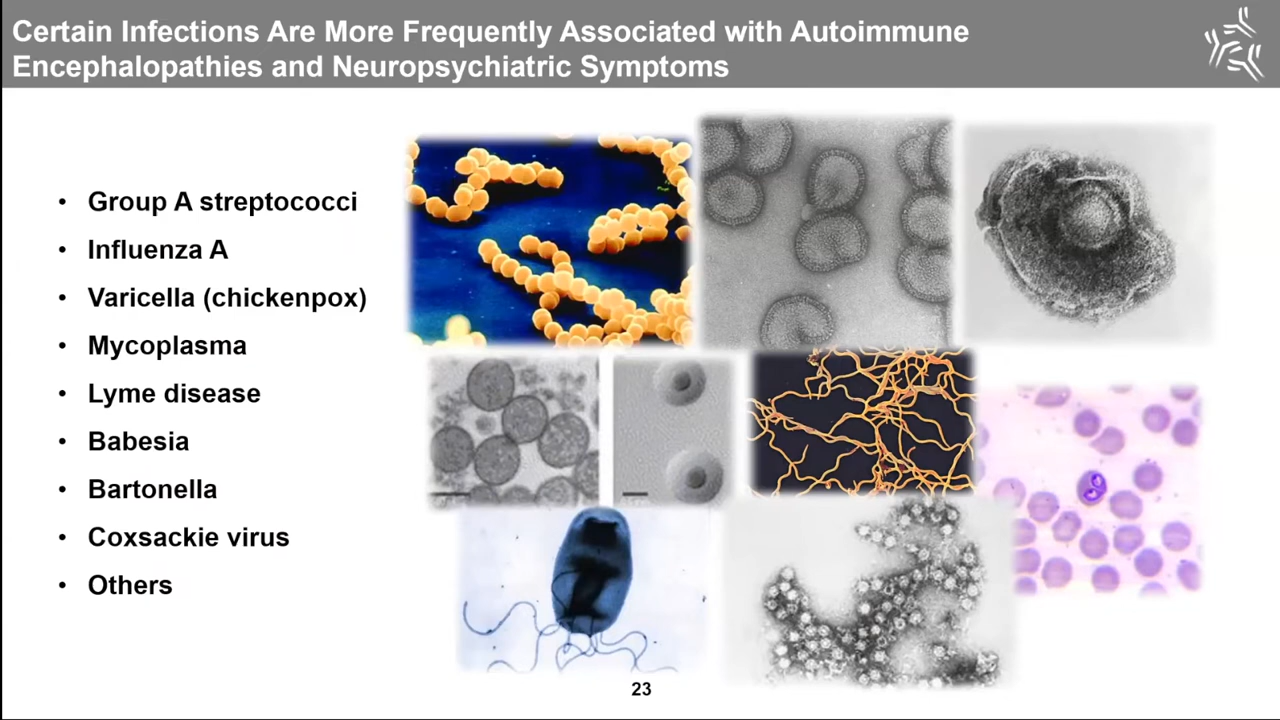 Certain Infections Are More Frequently Associated with Autoimmune
Encephalopathies and Neuropsychiatric Symptoms
• Group A streptococci
• Influenza A
• Varicella (chickenpox)
• Mycoplasma
• Lyme disease
• Babesia
• Bartonella
• Coxsackie virus
• Others
23